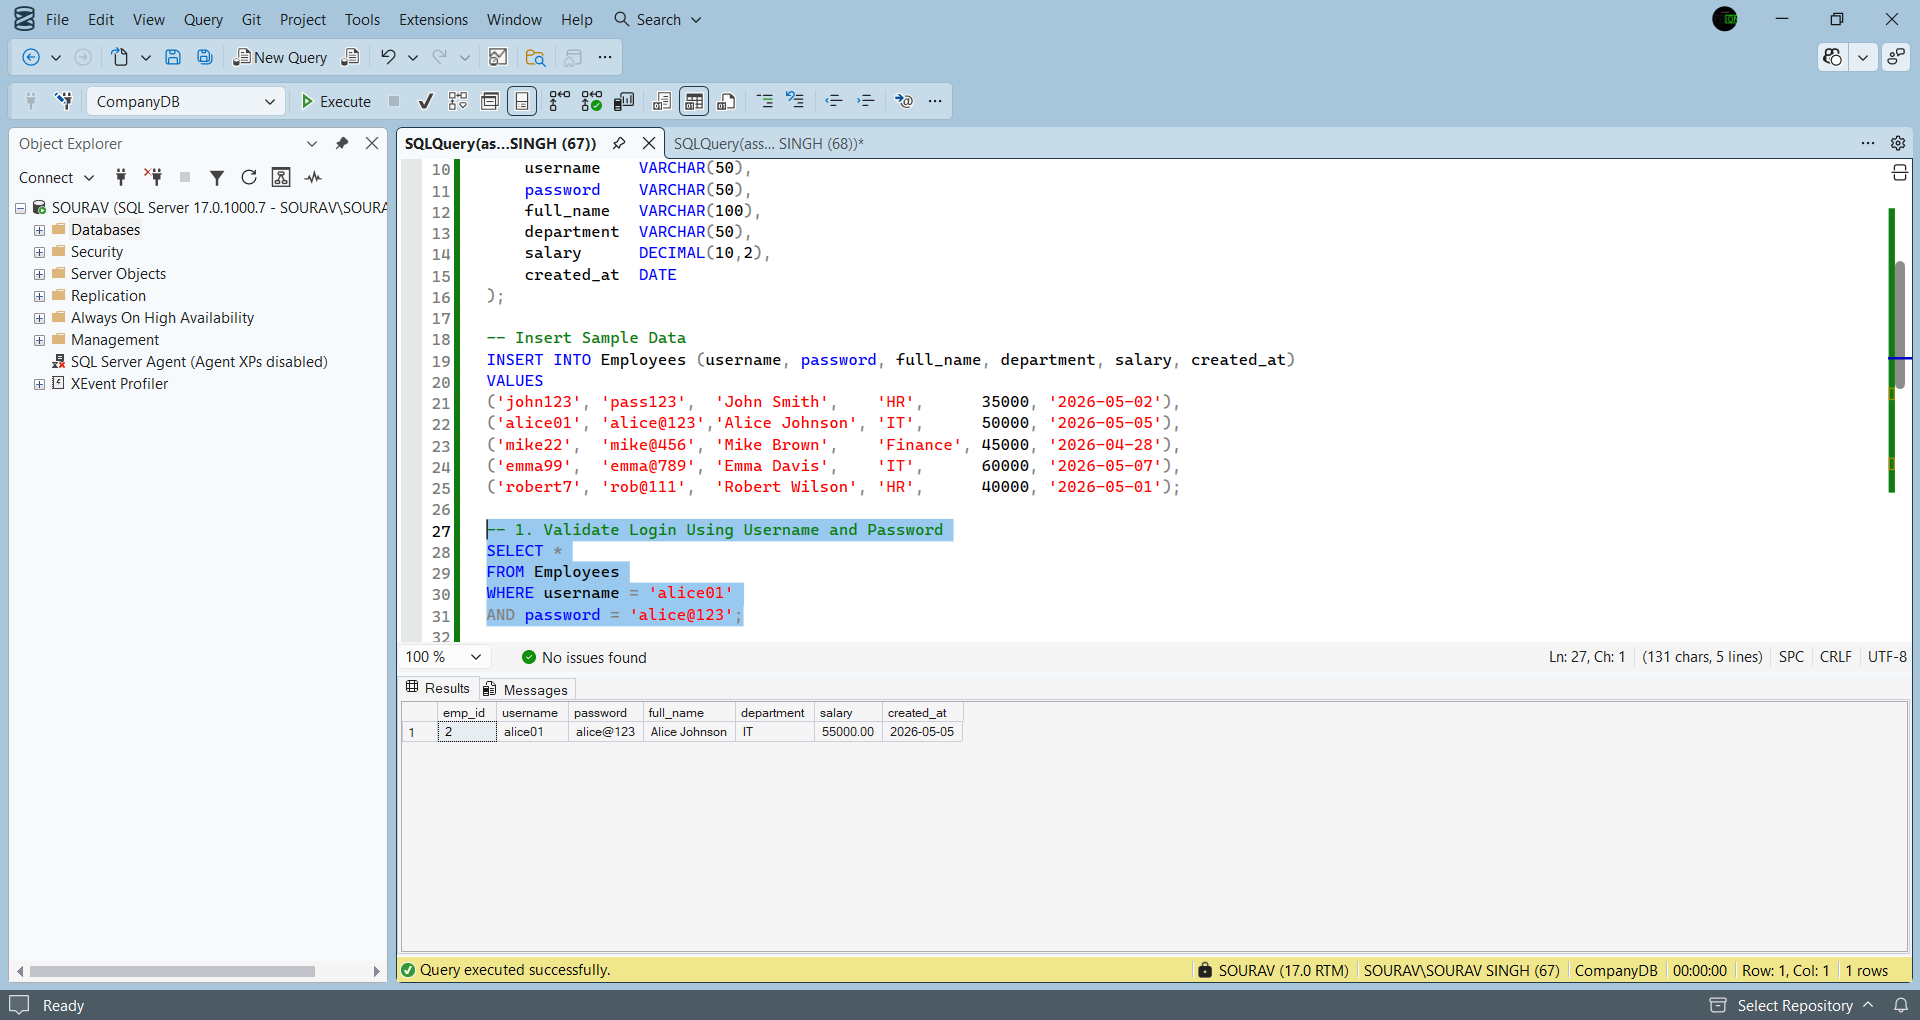 File Edit View Query Git Project Tools Extensions Window Help Search
New Query
CompanyDB Execute
Object Explorer
Connect
SOURAV (SQL Server 17.0.1000.7 - SOURAV\SOURA
Databases
Security
Server Objects
Replication
Always On High Availability
Management
SQL Server Agent (Agent XPs disabled)
XEvent Profiler
SQLQuery(as...SINGH (67)) SQLQuery(ass... SINGH (68))*
10 username VARCHAR(50),
11 password VARCHAR(50),
12 full_name VARCHAR(100),
13 department VARCHAR(50),
14 salary DECIMAL(10,2),
15 created_at DATE
16 );
17
18 -- Insert Sample Data
19 INSERT INTO Employees (username, password, full_name, department, salary, created_at)
20 VALUES
21 ('john123', 'pass123', 'John Smith', 'HR', 35000, '2026-05-02'),
22 ('alice01', 'alice@123','Alice Johnson', 'IT', 50000, '2026-05-05'),
23 ('mike22', 'mike@456', 'Mike Brown', 'Finance', 45000, '2026-04-28'),
24 ('emma99', 'emma@789', 'Emma Davis', 'IT', 60000, '2026-05-07'),
25 ('robert7', 'rob@111', 'Robert Wilson', 'HR', 40000, '2026-05-01');
26
27 -- 1. Validate Login Using Username and Password
28 SELECT *
29 FROM Employees
30 WHERE username = 'alice01'
31 AND password = 'alice@123';
32
100 % No issues found Ln: 27, Ch: 1 (131 chars, 5 lines) SPC CRLF UTF-8
Results Messages
emp_id username password full_name department salary created_at
1 2 alice01 alice@123 Alice Johnson IT 55000.00 2026-05-05
Query executed successfully. SOURAV (17.0 RTM) SOURAV\SOURAV SINGH (67) CompanyDB 00:00:00 Row: 1, Col: 1 1 rows
Ready Select Repository